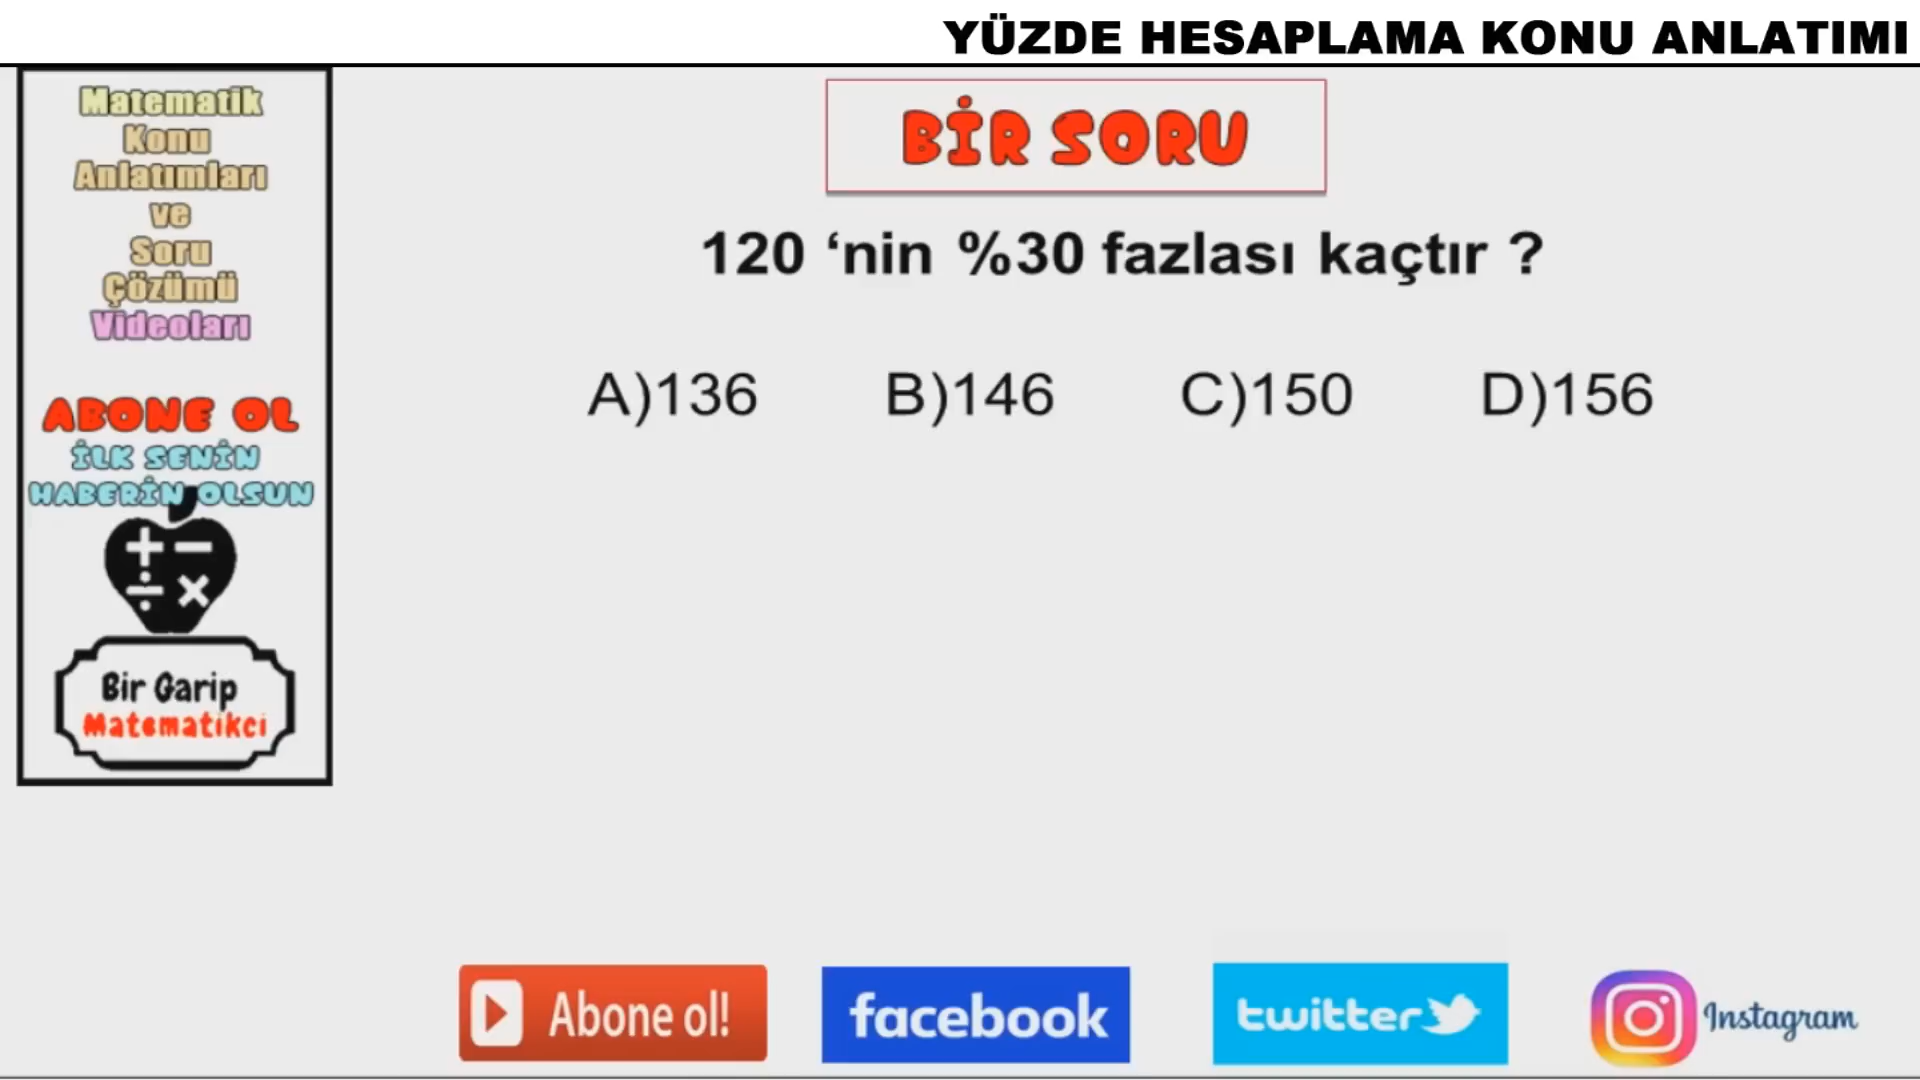 YÜZDE HESAPLAMA KONU ANLATIMI
Matematik
Konu
Anlatımları
ve
Soru
Çözümü
Videoları
ABONE OL
İLK SENİN
HABERİN OLSUN
Bir Garip
Matematikci
BİR SORU
120 ‘nin %30 fazlası kaçtır ?
A)136 B)146 C)150 D)156
Abone ol! facebook twitter Instagram